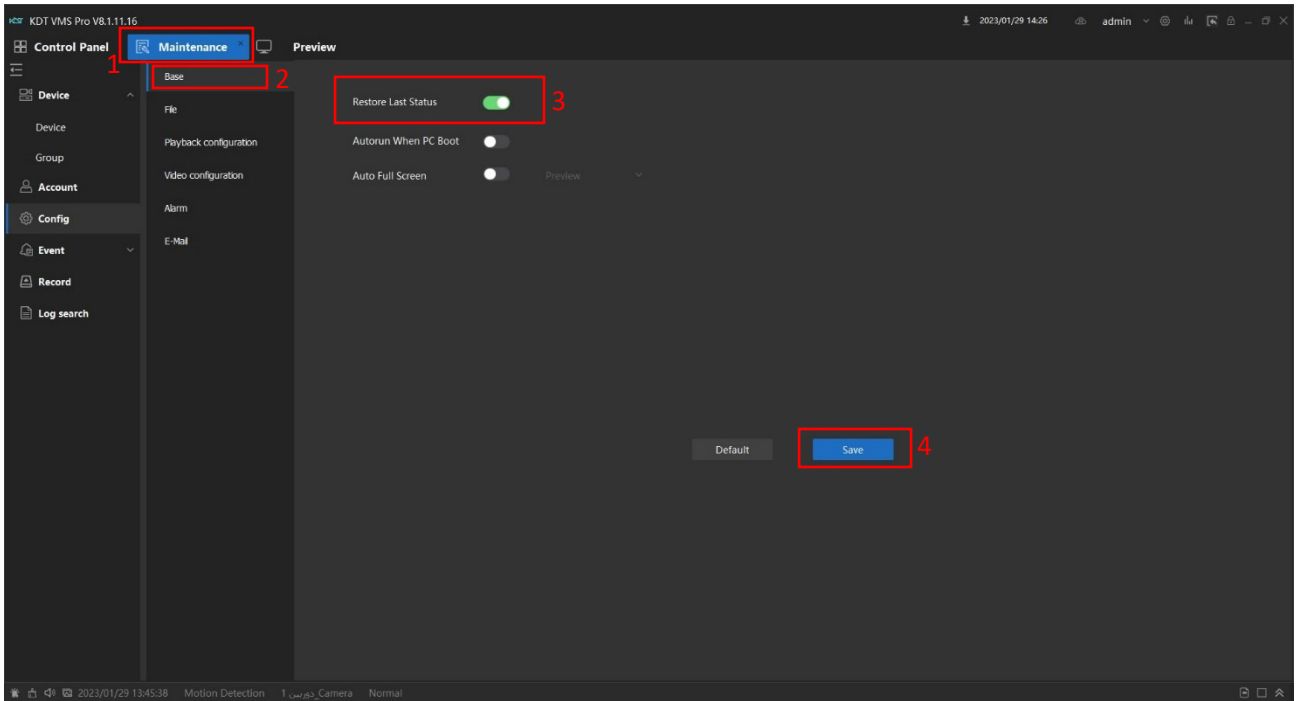 KDT KDT VMS Pro V8.1.11.16
2023/01/29 14:26 admin
Control Panel Maintenance Preview
1
Base 2
Device
Device
Group
Account
Config
Event
Record
Log search
File
Playback configuration
Video configuration
Alarm
E-Mail
Restore Last Status 3
Autorun When PC Boot
Auto Full Screen Preview
Default Save 4
2023/01/29 13:45:38 Motion Detection 1 دوربین_Camera Normal